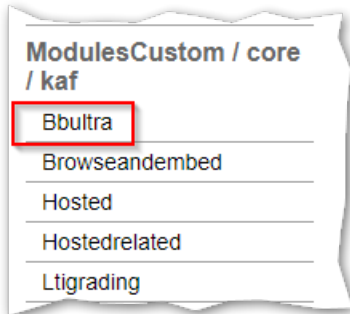 ModulesCustom / core
/ kaf
Bbultra
Browseandembed
Hosted
Hostedrelated
Ltigrading